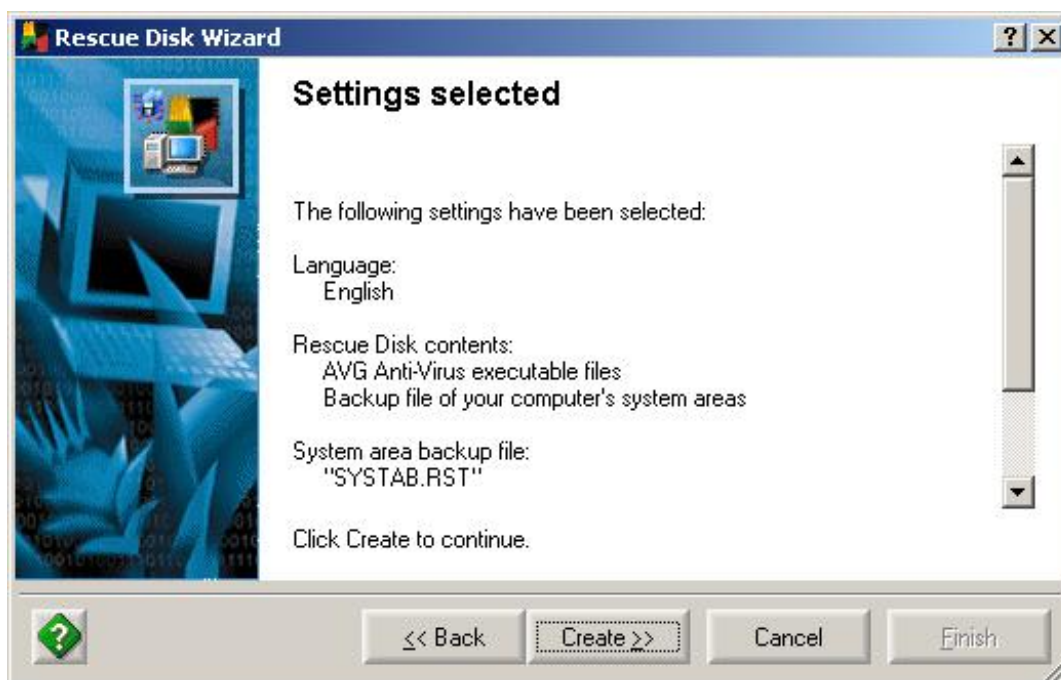 Rescue Disk Wizard
Settings selected
The following settings have been selected:
Language:
English
Rescue Disk contents:
AVG Anti-Virus executable files
Backup file of your computer's system areas
System area backup file:
"SYSTAB.RST"
Click Create to continue.
<< Back
Create >>
Cancel
Finish